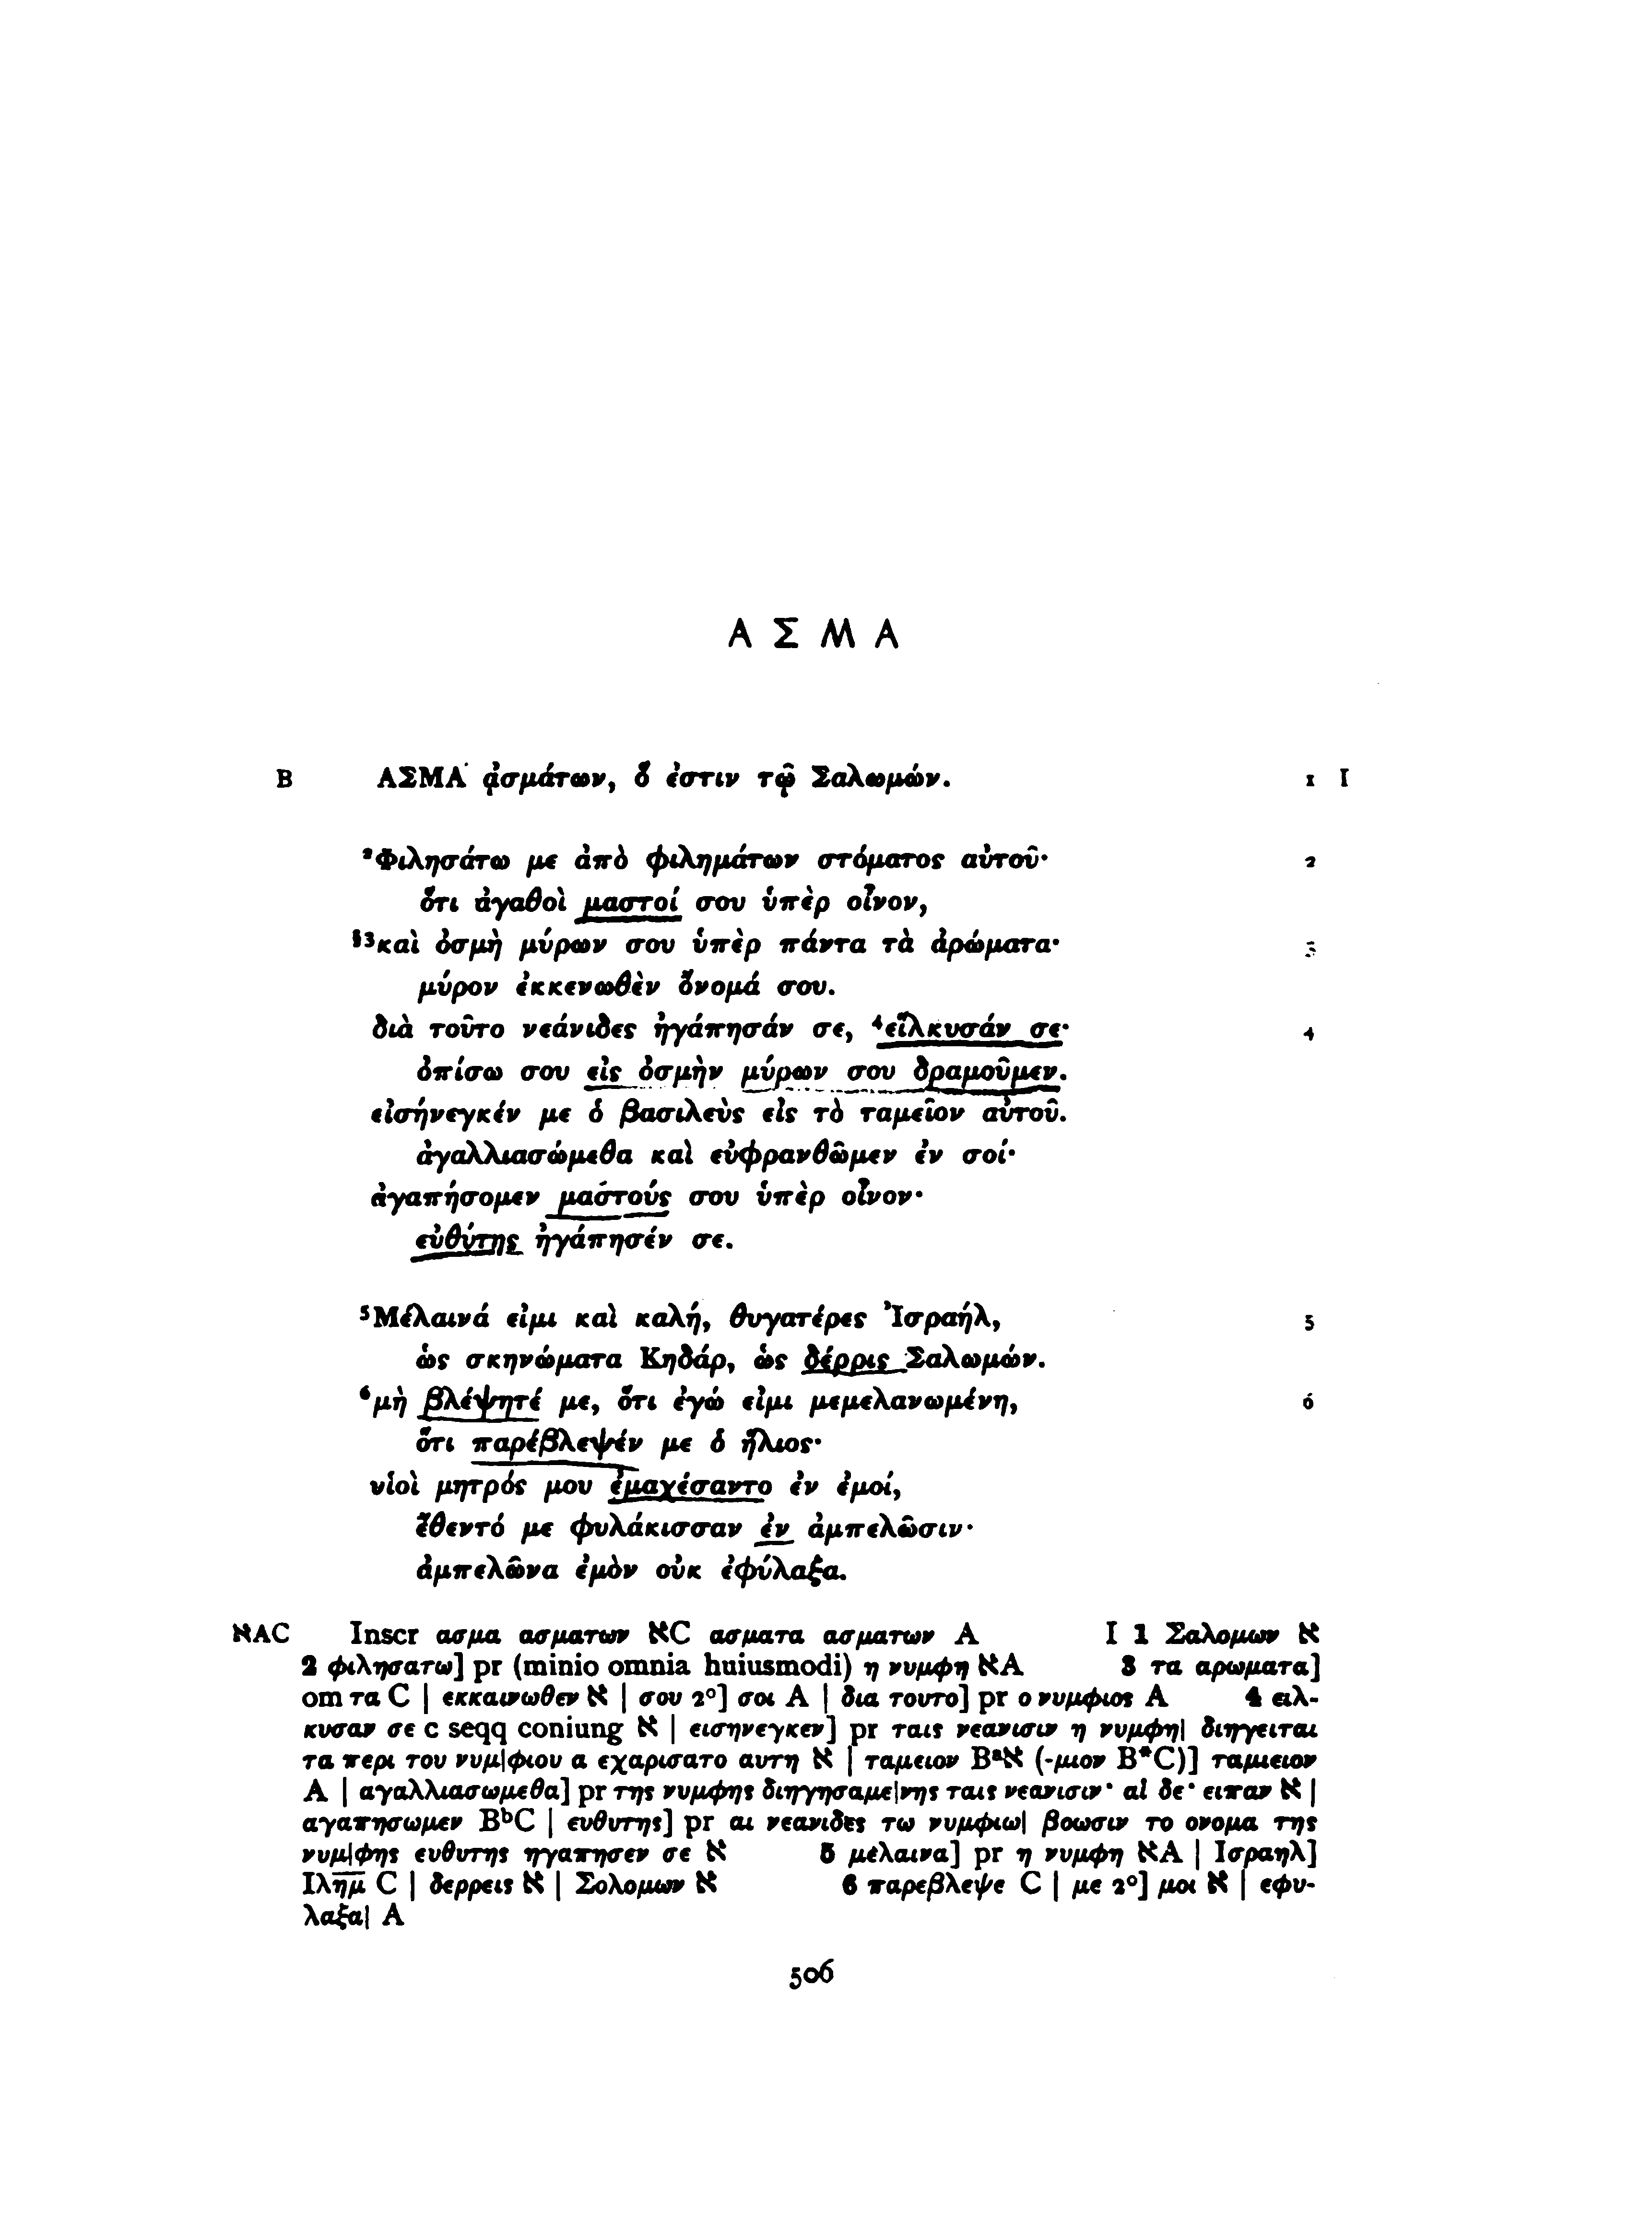 ΑΣΜΑ
B ΑΣΜΑ ᾀσμάτων, ὅ ἐστιν τῷ Σαλωμών. 1 I
²Φιλησάτω με ἀπὸ φιλημάτων στόματος αὐτοῦ· 2
ὅτι ἀγαθοὶ μαστοί σου ὑπὲρ οἶνον,
§³καὶ ὀσμὴ μύρων σου ὑπὲρ πάντα τὰ ἀρώματα· 3
μύρον ἐκκενωθὲν ὄνομά σου.
διὰ τοῦτο νεάνιδες ἠγάπησάν σε, ⁴εἵλκυσάν σε· 4
ὀπίσω σου εἰς ὀσμὴν μύρων σου δραμοῦμεν.
εἰσήνεγκέν με ὁ βασιλεὺς εἰς τὸ ταμεῖον αὐτοῦ.
ἀγαλλιασώμεθα καὶ εὐφρανθῶμεν ἐν σοί·
ἀγαπήσομεν μαστούς σου ὑπὲρ οἶνον·
εὐθύτης ἠγάπησέν σε.
⁵Μέλαινά εἰμι καὶ καλή, θυγατέρες Ἰσραήλ, 5
ὡς σκηνώματα Κηδάρ, ὡς δέρρις Σαλωμών.
⁶μὴ βλέψητέ με, ὅτι ἐγώ εἰμι μεμελανωμένη, 6
ὅτι παρέβλεψέν με ὁ ἥλιος·
υἱοὶ μητρός μου ἐμαχέσαντο ἐν ἐμοί,
ἔθεντό με φυλάκισσαν ἐν ἀμπελῶσιν·
ἀμπελῶνα ἐμὸν οὐκ ἐφύλαξα.
אAC Inscr ασμα ασματων אC ασματα ασματων A I 1 Σαλομων א
2 φιλησατω] pr (minio omnia huiusmodi) η νυμφη אA 3 τα αρωματα]
om τα C | εκκαινωθεν א | σου 2°] σοι A | δια τουτο] pr ο νυμφιος A 4 ειλ-
κυσαν σε c seqq coniung א | εισηνεγκεν] pr ταις νεανισιν η νυμφη| διηγειται
τα περι του νυμ|φιου α εχαρισατο αυτη א | ταμειον Bᵃא (-μιον B*C)] ταμιειον
A | αγαλλιασωμεθα] pr της νυμφης διηγησαμε|νης ταις νεανισιν· αἱ δε· ειπαν א |
αγαπησωμεν BᵇC | ευθυτης] pr αι νεανιδες τω νυμφιω| βοωσιν το ονομα της
νυμ|φης ευθυτης ηγαπησεν σε א 5 μελαινα] pr η νυμφη אA | Ισραηλ]
Ιλημ C | δερρεις א | Σολομων א 6 παρεβλεψε C | με 2°] μοι א | εφυ-
λαξα| A
506